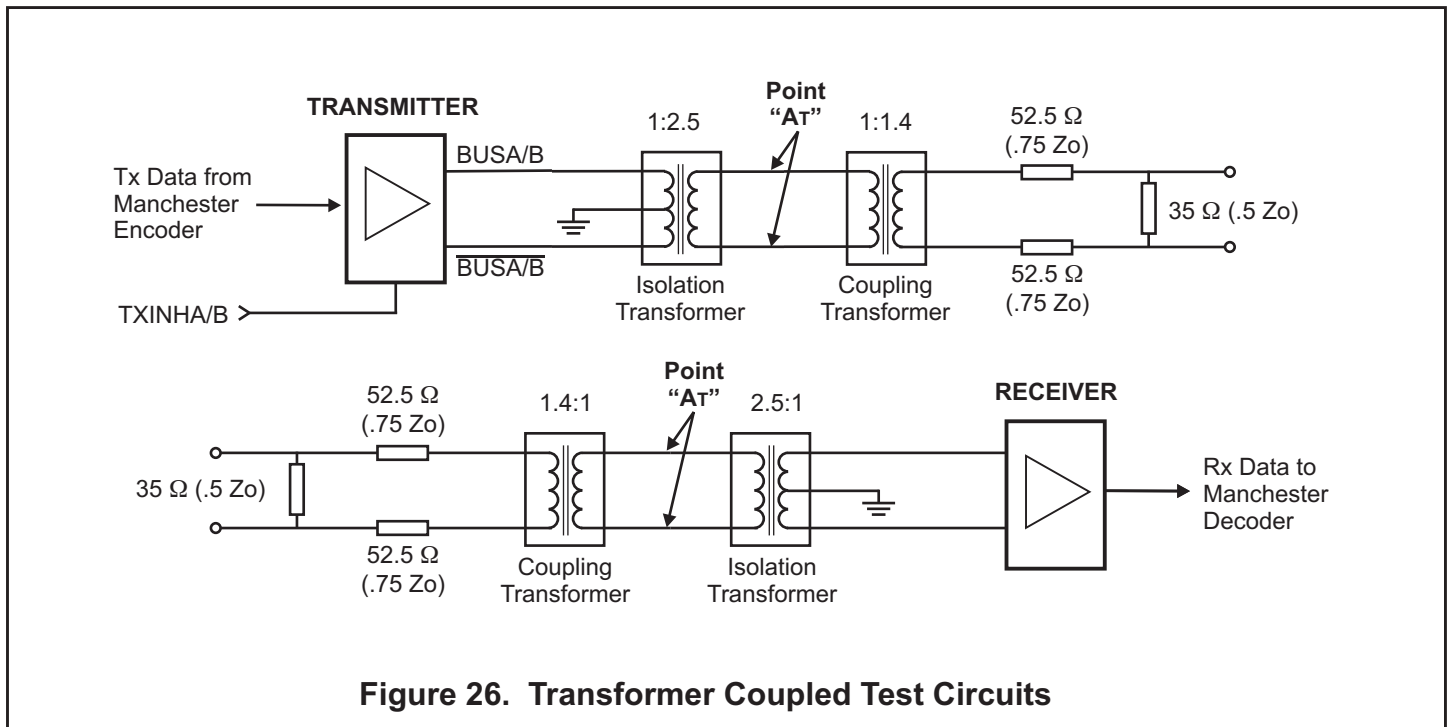 TRANSMITTER
Tx Data from
Manchester
Encoder
TXINHA/B
BUSA/B
BUSA/B
1:2.5
Isolation
Transformer
Point
“AT”
1:1.4
Coupling
Transformer
52.5 Ω
(.75 Zo)
35 Ω (.5 Zo)
52.5 Ω
(.75 Zo)
35 Ω (.5 Zo)
52.5 Ω
(.75 Zo)
52.5 Ω
(.75 Zo)
1.4:1
Coupling
Transformer
Point
“AT”
2.5:1
Isolation
Transformer
RECEIVER
Rx Data to
Manchester
Decoder
Figure 26. Transformer Coupled Test Circuits